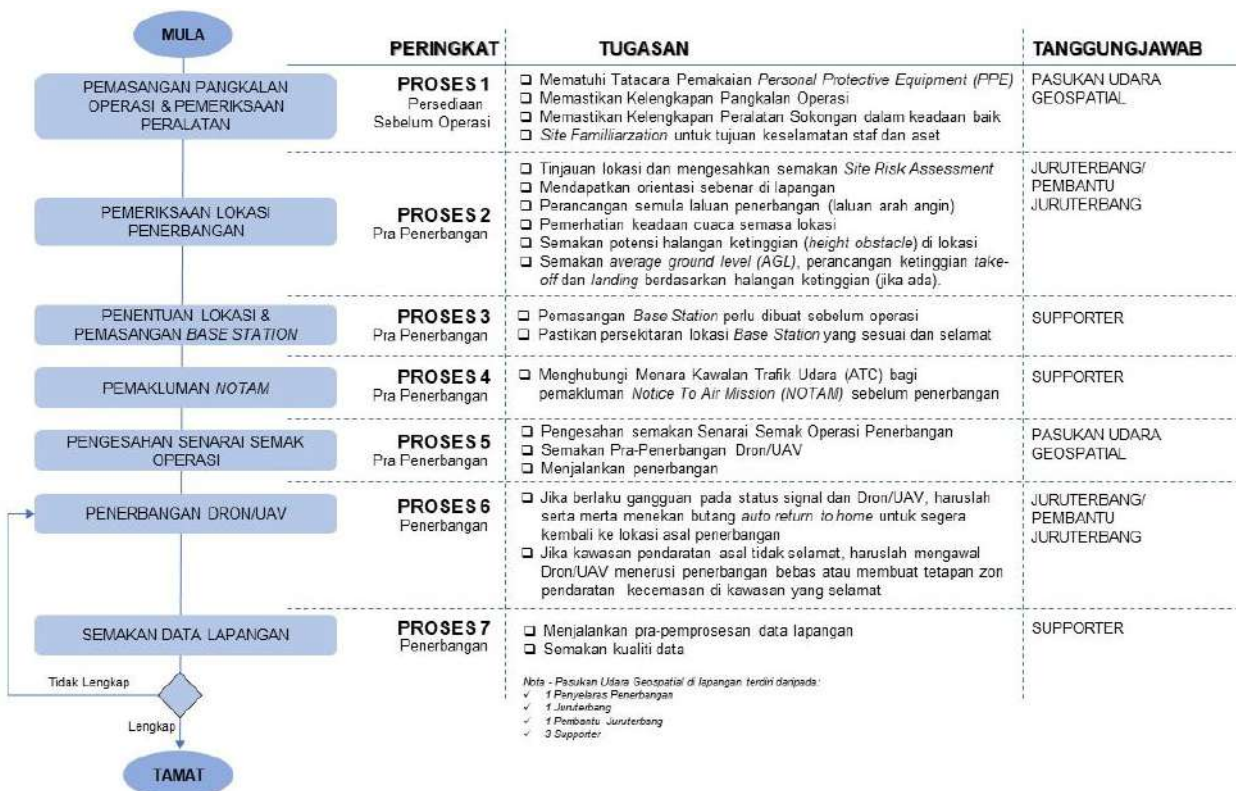 MULA
PERINGKAT
TUGASAN
TANGGUNGJAWAB
PEMASANGAN PANGKALAN
OPERASI & PEMERIKSAAN
PERALATAN
PROSES 1
Persediaan
Sebelum Operasi
❑ Mematuhi Tatacara Pemakaian Personal Protective Equipment (PPE)
❑ Memastikan Kelengkapan Pangkalan Operasi
❑ Memastikan Kelengkapan Peralatan Sokongan dalam keadaan baik
❑ Site Familliarzation untuk tujuan keselamatan staf dan aset
PASUKAN UDARA
GEOSPATIAL
PEMERIKSAAN LOKASI
PENERBANGAN
PROSES 2
Pra Penerbangan
❑ Tinjauan lokasi dan mengesahkan semakan Site Risk Assessment
❑ Mendapatkan orientasi sebenar di lapangan
❑ Perancangan semula laluan penerbangan (laluan arah angin)
❑ Pemerhatian keadaan cuaca semasa lokasi
❑ Semakan potensi halangan ketinggian (height obstacle) di lokasi
❑ Semakan average ground level (AGL), perancangan ketinggian take-
off dan landing berdasarkan halangan ketinggian (jika ada).
JURUTERBANG/
PEMBANTU
JURUTERBANG
PENENTUAN LOKASI &
PEMASANGAN BASE STATION
PROSES 3
Pra Penerbangan
❑ Pemasangan Base Station perlu dibuat sebelum operasi
❑ Pastikan persekitaran lokasi Base Station yang sesuai dan selamat
SUPPORTER
PEMAKLUMAN NOTAM
PROSES 4
Pra Penerbangan
❑ Menghubungi Menara Kawalan Trafik Udara (ATC) bagi
pemakluman Notice To Air Mission (NOTAM) sebelum penerbangan
SUPPORTER
PENGESAHAN SENARAI SEMAK
OPERASI
PROSES 5
Pra Penerbangan
❑ Pengesahan semakan Senarai Semak Operasi Penerbangan
❑ Semakan Pra-Penerbangan Dron/UAV
❑ Menjalankan penerbangan
PASUKAN UDARA
GEOSPATIAL
PENERBANGAN DRON/UAV
PROSES 6
Penerbangan
❑ Jika berlaku gangguan pada status signal dan Dron/UAV, haruslah
serta merta menekan butang auto return to home untuk segera
kembali ke lokasi asal penerbangan
❑ Jika kawasan pendaratan asal tidak selamat, haruslah mengawal
Dron/UAV menerusi penerbangan bebas atau membuat tetapan zon
pendaratan kecemasan di kawasan yang selamat
JURUTERBANG/
PEMBANTU
JURUTERBANG
SEMAKAN DATA LAPANGAN
PROSES 7
Penerbangan
❑ Menjalankan pra-pemprosesan data lapangan
❑ Semakan kualiti data
SUPPORTER
Tidak Lengkap
Lengkap
TAMAT
Nota - Pasukan Udara Geospatial di lapangan terdiri daripada:
✓ 1 Penyelaras Penerbangan
✓ 1 Juruterbang
✓ 1 Pembantu Juruterbang
✓ 3 Supporter